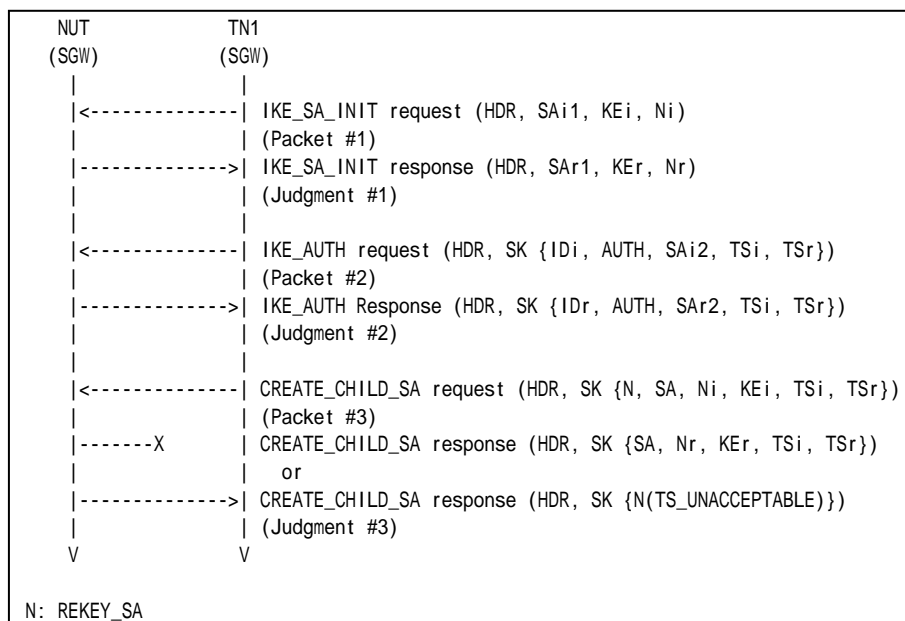 NUT TN1
(SGW) (SGW)
| |
|<--------------| IKE_SA_INIT request (HDR, SAi1, KEi, Ni)
| | (Packet #1)
|-------------->| IKE_SA_INIT response (HDR, SAr1, KEr, Nr)
| | (Judgment #1)
| |
|<--------------| IKE_AUTH request (HDR, SK {IDi, AUTH, SAi2, TSi, TSr})
| | (Packet #2)
|-------------->| IKE_AUTH Response (HDR, SK {IDr, AUTH, SAr2, TSi, TSr})
| | (Judgment #2)
| |
|<--------------| CREATE_CHILD_SA request (HDR, SK {N, SA, Ni, KEi, TSi, TSr})
| | (Packet #3)
|-------X | CREATE_CHILD_SA response (HDR, SK {SA, Nr, KEr, TSi, TSr})
| | or
|-------------->| CREATE_CHILD_SA response (HDR, SK {N(TS_UNACCEPTABLE)})
| | (Judgment #3)
V V
N: REKEY_SA